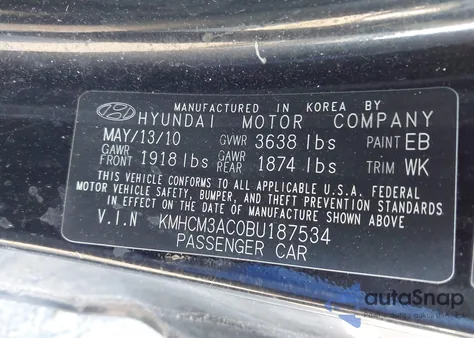 MANUFACTURED IN KOREA BY
HYUNDAI MOTOR COMPANY
MAY/13/10 GVWR 3638 lbs PAINT EB
GAWR FRONT 1918 lbs GAWR REAR 1874 lbs TRIM WK
THIS VEHICLE CONFORMS TO ALL APPLICABLE U.S.A. FEDERAL
MOTOR VEHICLE SAFETY, BUMPER, AND THEFT PREVENTION STANDARDS
IN EFFECT ON THE DATE OF MANUFACTURE SHOWN ABOVE
V.I.N KMHCM3AC0BU187534
PASSENGER CAR
autoSnap